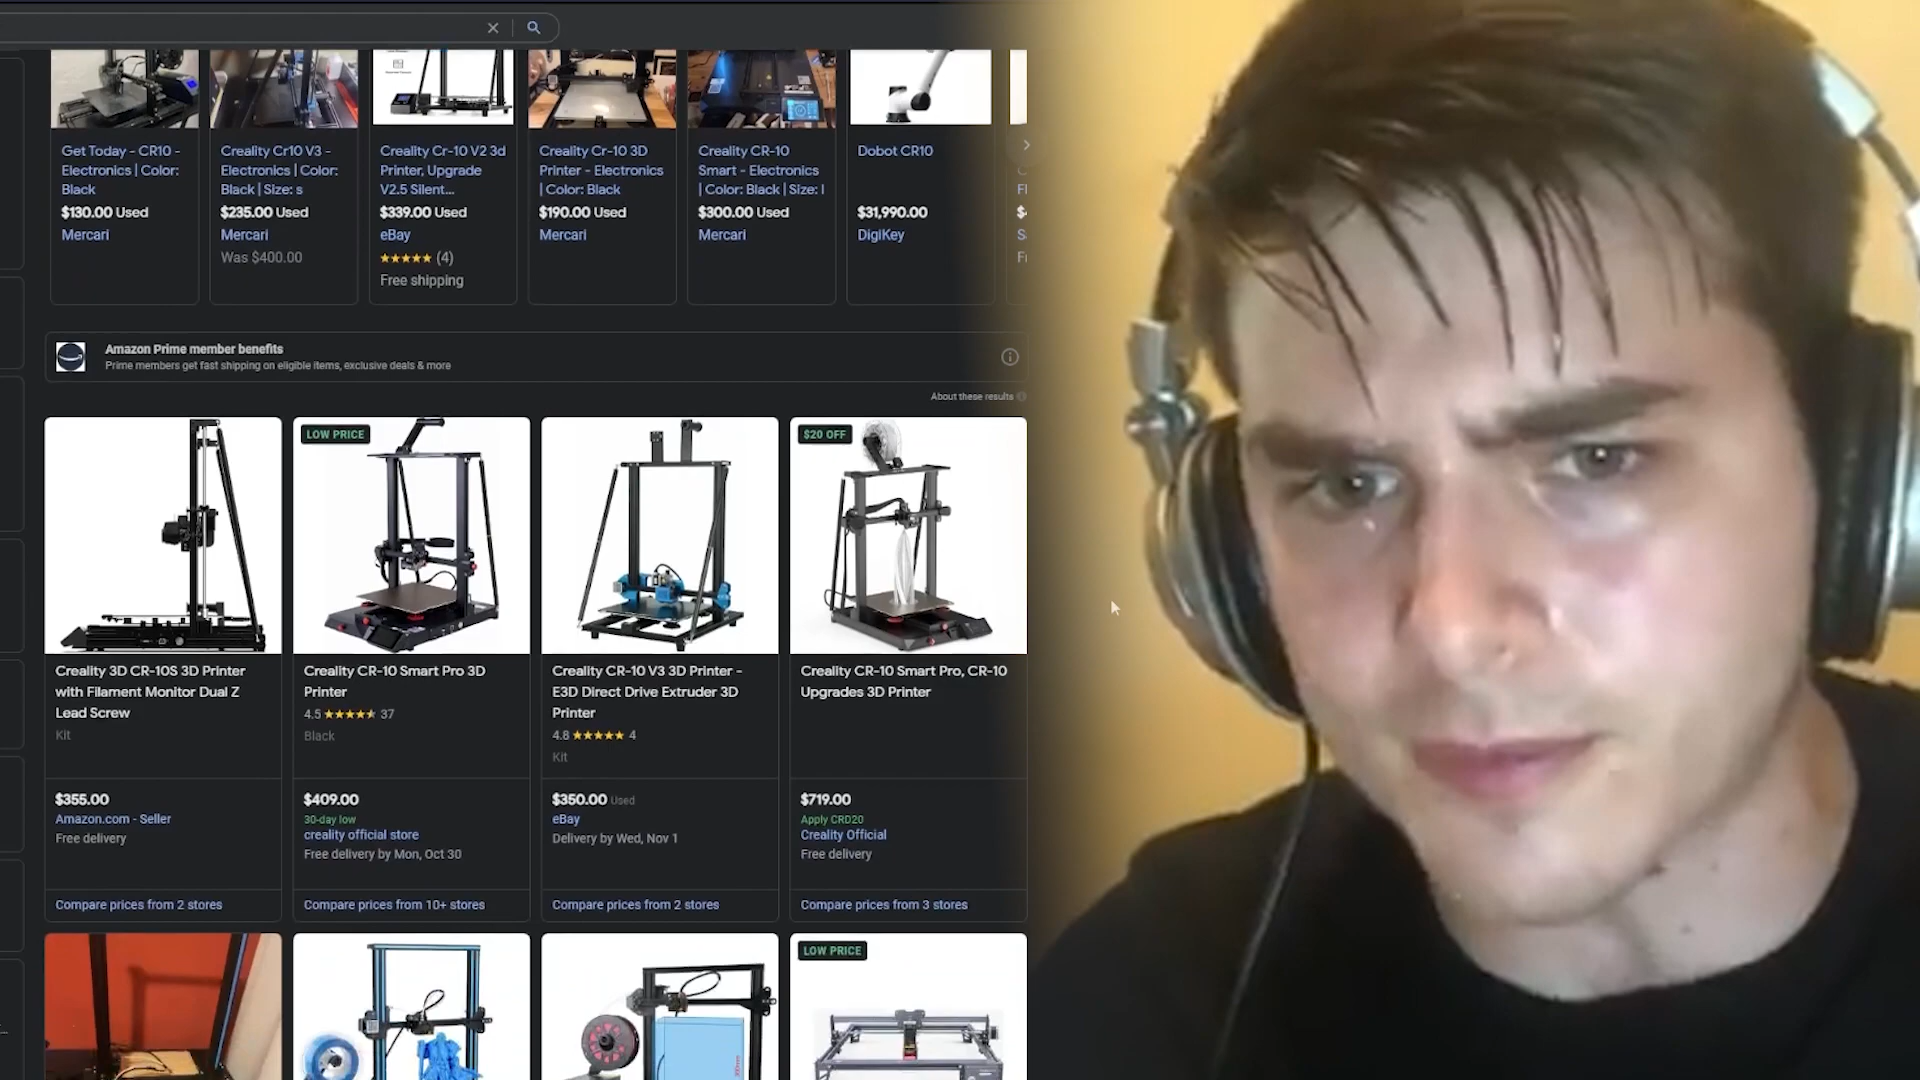 Get Today - CR10 -
Electronics | Color:
Black
$130.00 Used
Mercari
Creality Cr10 V3 -
Electronics | Color:
Black | Size: s
$235.00 Used
Mercari
Was $400.00
Creality Cr-10 V2 3d
Printer, Upgrade
V2.5 Silent...
$339.00 Used
eBay
(4)
Free shipping
Creality Cr-10 3D
Printer - Electronics
| Color: Black
$190.00 Used
Mercari
Creality CR-10
Smart - Electronics
| Color: Black | Size: l
$300.00 Used
Mercari
Dobot CR10
$31,990.00
DigiKey
Amazon Prime member benefits
Prime members get fast shipping on eligible items, exclusive deals & more
About these results
Creality 3D CR-10S 3D Printer
with Filament Monitor Dual Z
Lead Screw
Kit
$355.00
Amazon.com - Seller
Free delivery
Compare prices from 2 stores
LOW PRICE
Creality CR-10 Smart Pro 3D
Printer
4.5 ★★★★★ 37
Black
$409.00
30-day low
creality official store
Free delivery by Mon, Oct 30
Compare prices from 10+ stores
Creality CR-10 V3 3D Printer -
E3D Direct Drive Extruder 3D
Printer
4.8 ★★★★★ 4
Kit
$350.00 Used
eBay
Delivery by Wed, Nov 1
Compare prices from 2 stores
$20 OFF
Creality CR-10 Smart Pro, CR-10
Upgrades 3D Printer
$719.00
Apply CRD20
Creality Official
Free delivery
Compare prices from 3 stores
LOW PRICE